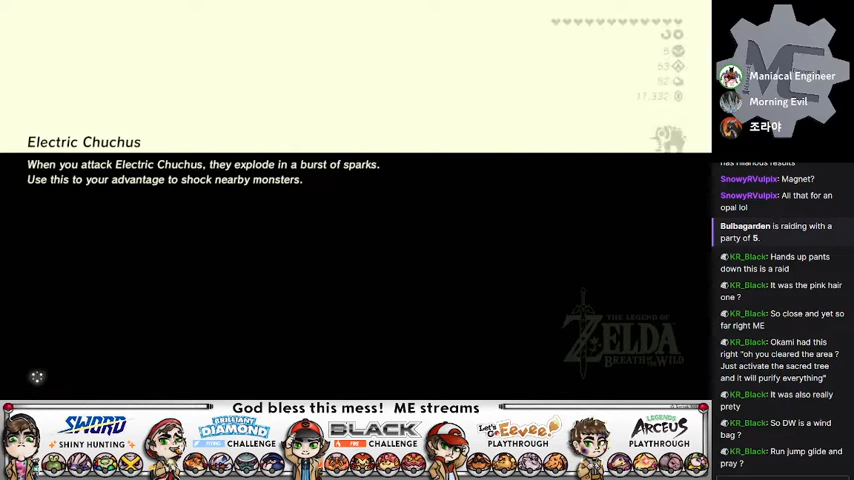 5
53
52
17,332
Electric Chuchus
When you attack Electric Chuchus, they explode in a burst of sparks.
Use this to your advantage to shock nearby monsters.
THE LEGEND OF
ZELDA
BREATH OF THE WILD
ME
Maniacal Engineer
Morning Evil
조라야
has hilarious results
SnowyRVulpix: Magnet?
SnowyRVulpix: All that for an
opal lol
Bulbagarden is raiding with a
party of 5.
KR_Black: Hands up pants
down this is a raid
KR_Black: It was the pink hair
one ?
KR_Black: So close and yet so
far right ME
KR_Black: Okami had this
right "oh you cleared the area ?
Just activate the sacred tree
and it will purify everything"
KR_Black: It was also really
prety
KR_Black: So DW is a wind
bag ?
KR_Black: Run jump glide and
pray ?
God bless this mess! ME streams
SWORD
SHINY HUNTING
BRILLIANT
DIAMOND
CHALLENGE
BLACK
FIRE CHALLENGE
Let's Go Eevee!
PLAYTHROUGH
LEGENDS
ARCEUS
PLAYTHROUGH